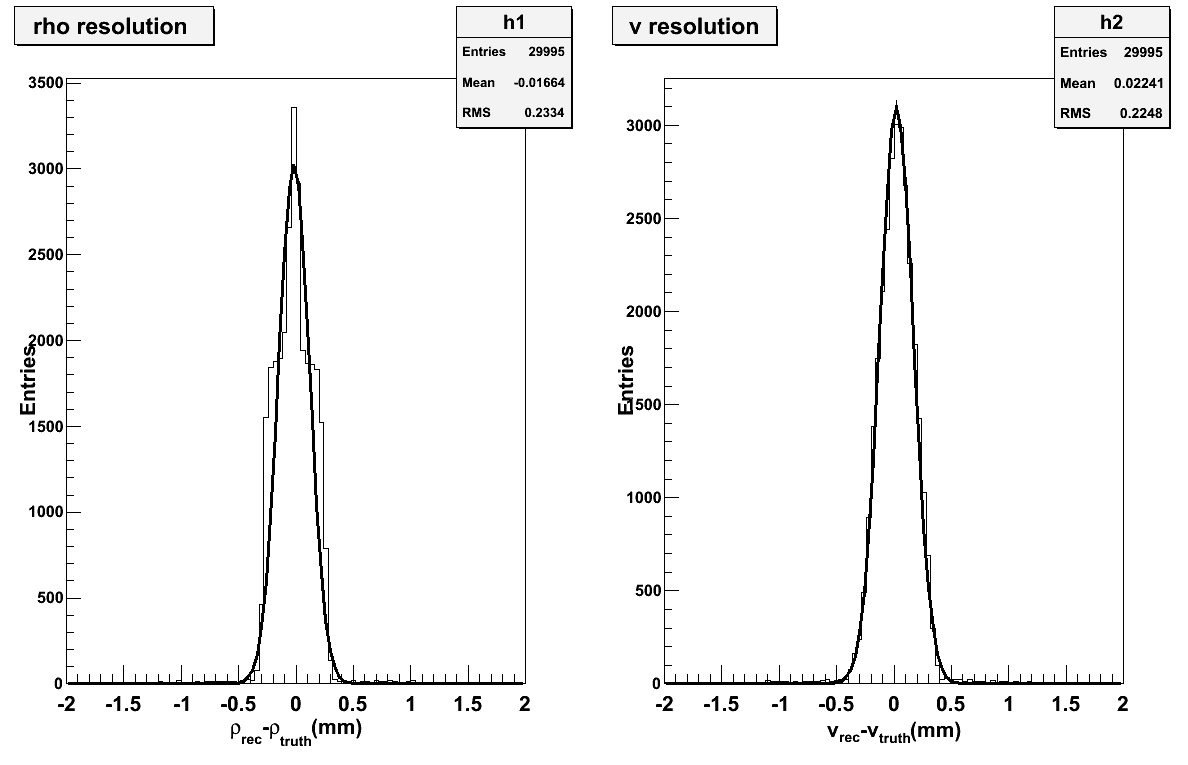 rho resolution
h1
Entries 29995
Mean -0.01664
RMS 0.2334
3500
3000
2500
2000
1500
1000
500
0
Entries
-2 -1.5 -1 -0.5 0 0.5 1 1.5 2
ρrec-ρtruth(mm)
v resolution
h2
Entries 29995
Mean 0.02241
RMS 0.2248
3000
2500
2000
1500
1000
500
0
Entries
-2 -1.5 -1 -0.5 0 0.5 1 1.5 2
vrec-vtruth(mm)